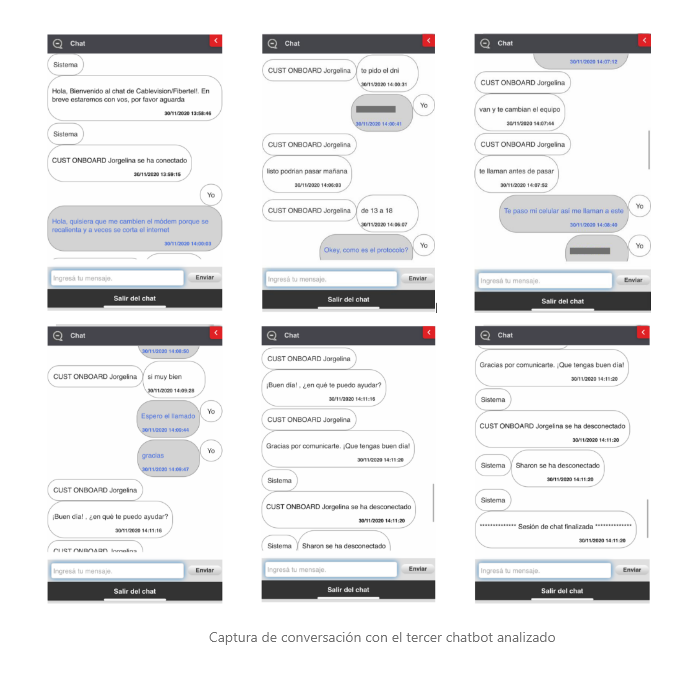 Chat
Sistema
Hola, Bienvenido al chat de Cablevisión/Fibertel!. En
breve estaremos con vos, por favor aguarda
30/11/2020 13:58:46
Sistema
CUST ONBOARD Jorgelina se ha conectado
30/11/2020 13:59:15
Yo
Hola, quisiera que me cambien el módem porque se
recalienta y a veces se corta el internet
30/11/2020 14:00:03
Ingresá tu mensaje.
Enviar
Salir del chat
Chat
CUST ONBOARD Jorgelina
te pido el dni
30/11/2020 14:00:31
Yo
30/11/2020 14:00:41
CUST ONBOARD Jorgelina
listo podrian pasar mañana
30/11/2020 14:06:03
CUST ONBOARD Jorgelina
de 13 a 18
30/11/2020 14:06:07
Okey, como es el protocolo?
Yo
Ingresá tu mensaje.
Enviar
Salir del chat
Chat
30/11/2020 14:07:12
CUST ONBOARD Jorgelina
van y te cambian el equipo
30/11/2020 14:07:44
CUST ONBOARD Jorgelina
te llaman antes de pasar
30/11/2020 14:07:52
Te paso mi celular asi me llaman a este
Yo
30/11/2020 14:08:40
Yo
Ingresá tu mensaje.
Enviar
Salir del chat
Chat
30/11/2020 14:08:50
CUST ONBOARD Jorgelina
si muy bien
30/11/2020 14:09:28
Espero el llamado
Yo
30/11/2020 14:09:44
gracias
Yo
30/11/2020 14:09:47
CUST ONBOARD Jorgelina
¡Buen día! , ¿en qué te puedo ayudar?
30/11/2020 14:11:16
CUST ONBOARD Jorgelina
Ingresá tu mensaje.
Enviar
Salir del chat
Chat
CUST ONBOARD Jorgelina
¡Buen día! , ¿en qué te puedo ayudar?
30/11/2020 14:11:16
CUST ONBOARD Jorgelina
Gracias por comunicarte. ¡Que tengas buen día!
30/11/2020 14:11:20
Sistema
CUST ONBOARD Jorgelina se ha desconectado
30/11/2020 14:11:20
Sistema
Sharon se ha desconectado
Ingresá tu mensaje.
Enviar
Salir del chat
Chat
Gracias por comunicarte. ¡Que tengas buen día!
30/11/2020 14:11:20
Sistema
CUST ONBOARD Jorgelina se ha desconectado
30/11/2020 14:11:20
Sistema
Sharon se ha desconectado
30/11/2020 14:11:20
Sistema
************** Sesión de chat finalizada **************
30/11/2020 14:11:20
Ingresá tu mensaje.
Enviar
Salir del chat
Captura de conversación con el tercer chatbot analizado